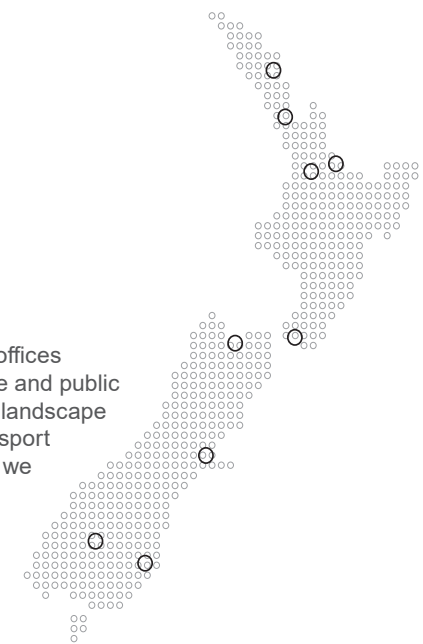 offices
e and public
landscape
sport
we